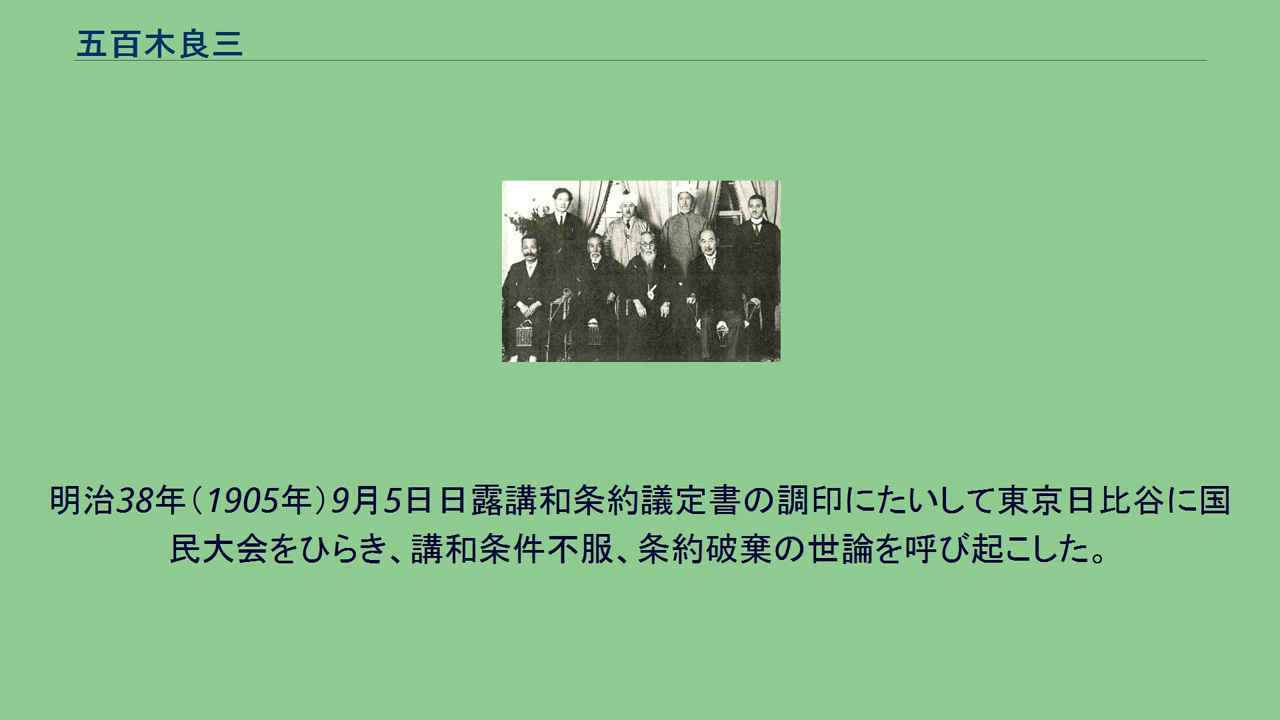 五百木良三
明治38年（1905年）9月5日日露講和条約議定書の調印にたいして東京日比谷に国
民大会をひらき、講和条件不服、条約破棄の世論を呼び起こした。